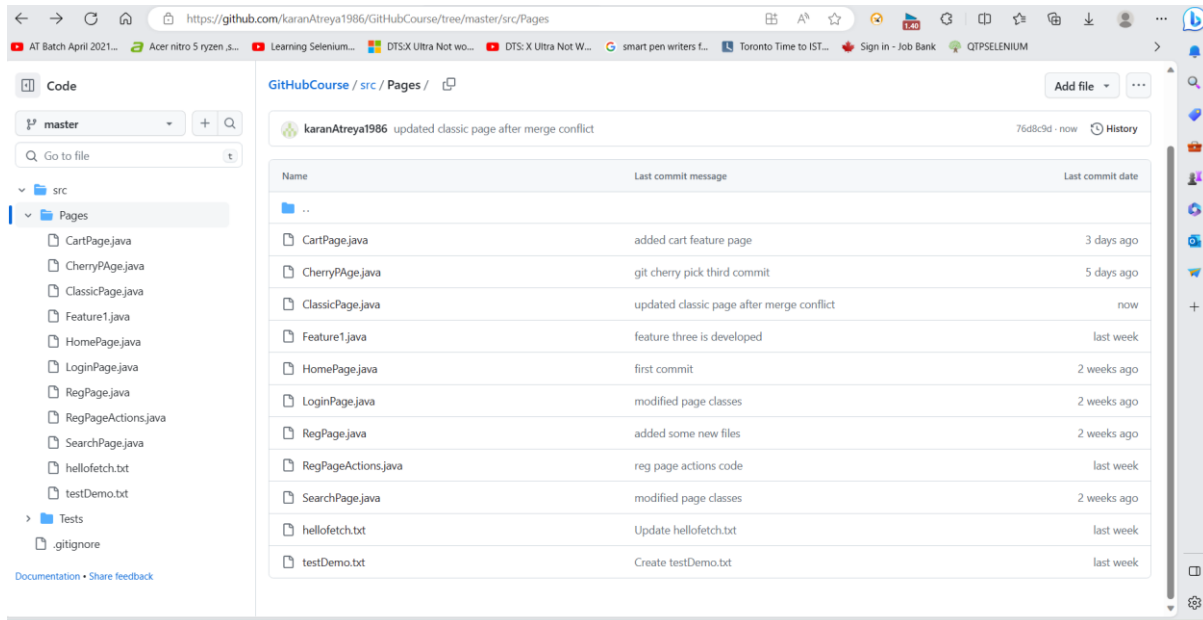 https://github.com/karanAtreya1986/GitHubCourse/tree/master/src/Pages
1.40
AT Batch April 2021... Acer nitro 5 ryzen ,s... Learning Selenium... DTS:X Ultra Not wo... DTS: X Ultra Not W... G smart pen writers f... Toronto Time to IST... Sign in - Job Bank QTPSELENIUM
Code
master
Go to file t
src
Pages
CartPage.java
CherryPAge.java
ClassicPage.java
Feature1.java
HomePage.java
LoginPage.java
RegPage.java
RegPageActions.java
SearchPage.java
hellofetch.txt
testDemo.txt
Tests
.gitignore
Documentation • Share feedback
GitHubCourse / src / Pages /
Add file
karanAtreya1986 updated classic page after merge conflict 76d8c9d · now History
Name Last commit message Last commit date
..
CartPage.java added cart feature page 3 days ago
CherryPAge.java git cherry pick third commit 5 days ago
ClassicPage.java updated classic page after merge conflict now
Feature1.java feature three is developed last week
HomePage.java first commit 2 weeks ago
LoginPage.java modified page classes 2 weeks ago
RegPage.java added some new files 2 weeks ago
RegPageActions.java reg page actions code last week
SearchPage.java modified page classes 2 weeks ago
hellofetch.txt Update hellofetch.txt last week
testDemo.txt Create testDemo.txt last week